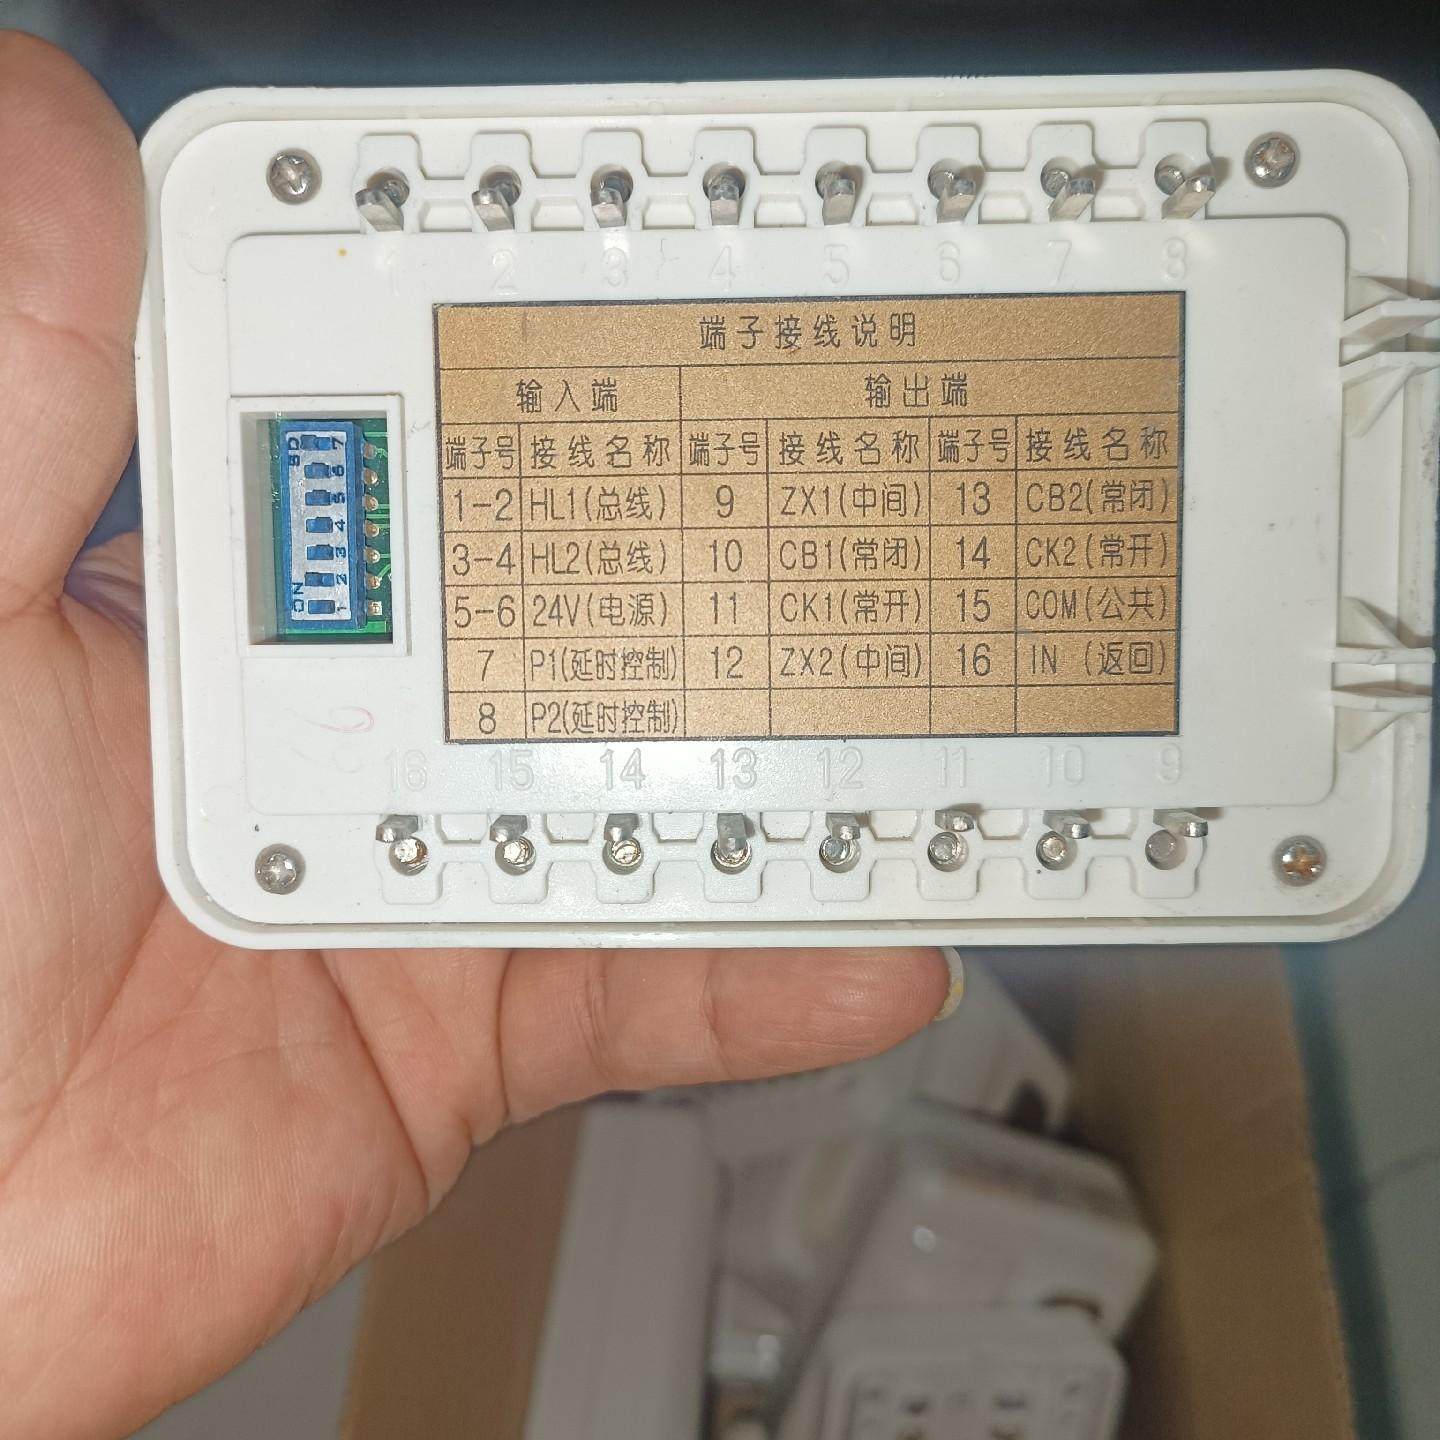 1 2 3 4 5 6 7 8
端子接线说明
输入端 输出端
端子号 接线名称 端子号 接线名称 端子号 接线名称
1-2 HL1(总线) 9 ZX1(中间) 13 CB2(常闭)
3-4 HL2(总线) 10 CB1(常闭) 14 CK2(常开)
5-6 24V(电源) 11 CK1(常开) 15 COM(公共)
7 P1(延时控制) 12 ZX2(中间) 16 IN (返回)
8 P2(延时控制)
16 15 14 13 12 11 10 9
ON
1 2 3 4 5 6 7